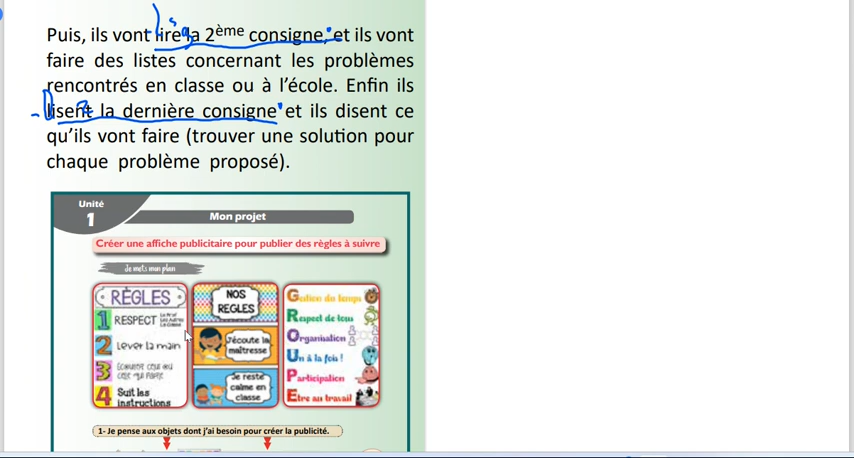 Puis, ils vont lire la 2ème consigne, et ils vont
faire des listes concernant les problèmes
rencontrés en classe ou à l'école. Enfin ils
lisent la dernière consigne et ils disent ce
qu'ils vont faire (trouver une solution pour
chaque problème proposé).
Unité
1
Mon projet
Créer une affiche publicitaire pour publier des règles à suivre
Je mets mon plan
RÈGLES
1 RESPECT
2 Lever la main
3
4 Suit les
instructions
NOS
REGLES
J'écoute la
maîtresse
Je reste
calme en
classe
Gestion du temps
Respect de tous
Organisation
Un à la fois !
Participation
Etre au travail
1- Je pense aux objets dont j'ai besoin pour créer la publicité.